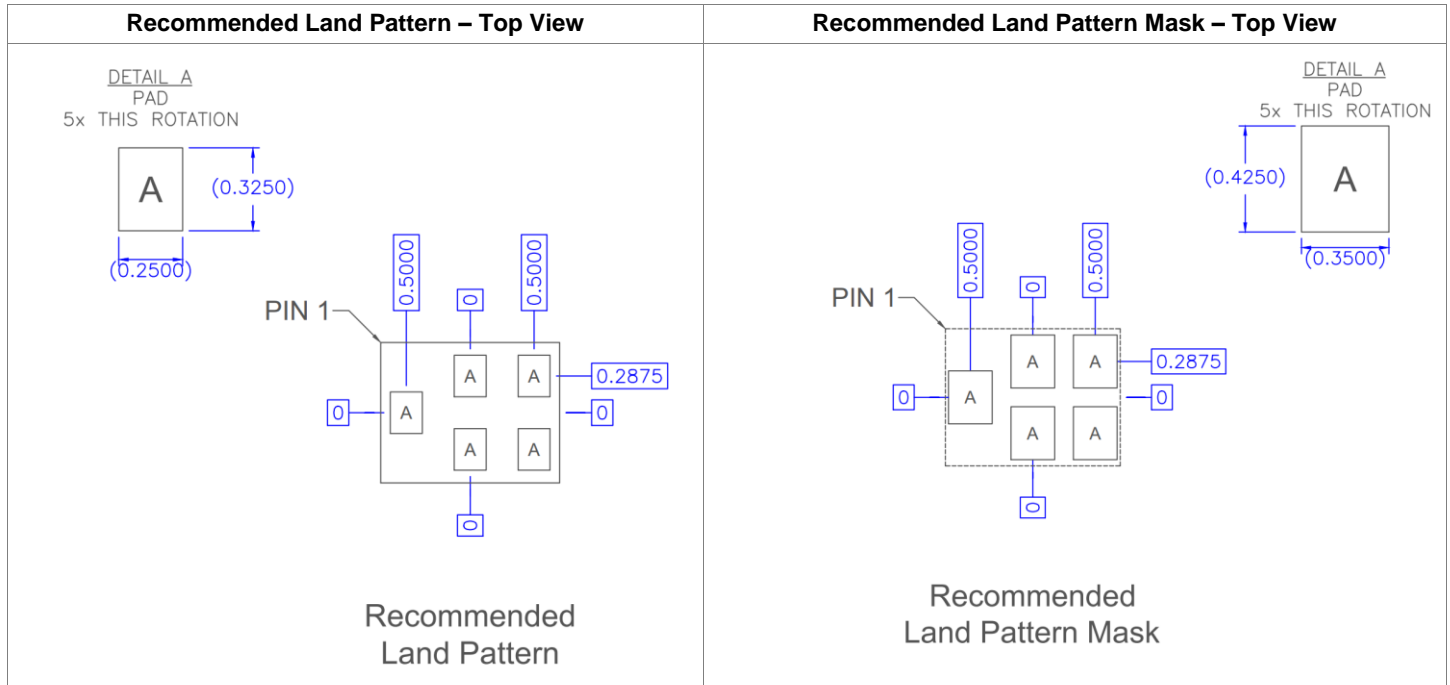 Recommended Land Pattern – Top View
Recommended Land Pattern Mask – Top View
DETAIL A
PAD
5x THIS ROTATION
A
(0.3250)
(0.2500)
0.5000
0
0.5000
PIN 1
A
A
0.2875
0
A
0
A
A
0
Recommended
Land Pattern
DETAIL A
PAD
5x THIS ROTATION
A
(0.4250)
(0.3500)
0.5000
0
0.5000
PIN 1
A
A
0.2875
0
A
0
A
A
0
Recommended
Land Pattern Mask